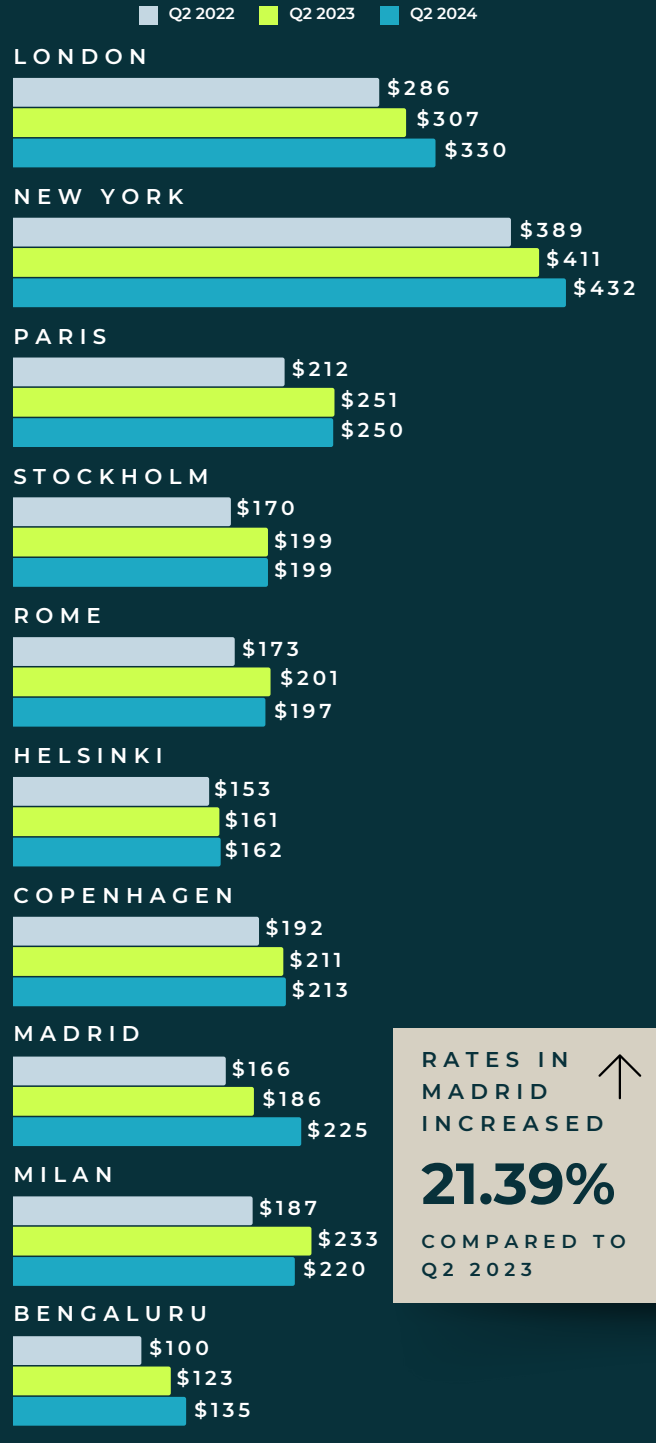 Q2 2022 Q2 2023 Q2 2024
LONDON
$286
$307
$330
NEW YORK
$389
$411
$432
PARIS
$212
$251
$250
STOCKHOLM
$170
$199
$199
ROME
$173
$201
$197
HELSINKI
$153
$161
$162
COPENHAGEN
$192
$211
$213
MADRID
$166
$186
$225
RATES IN
MADRID
INCREASED
21.39%
COMPARED TO
Q2 2023
MILAN
$187
$233
$220
BENGALURU
$100
$123
$135